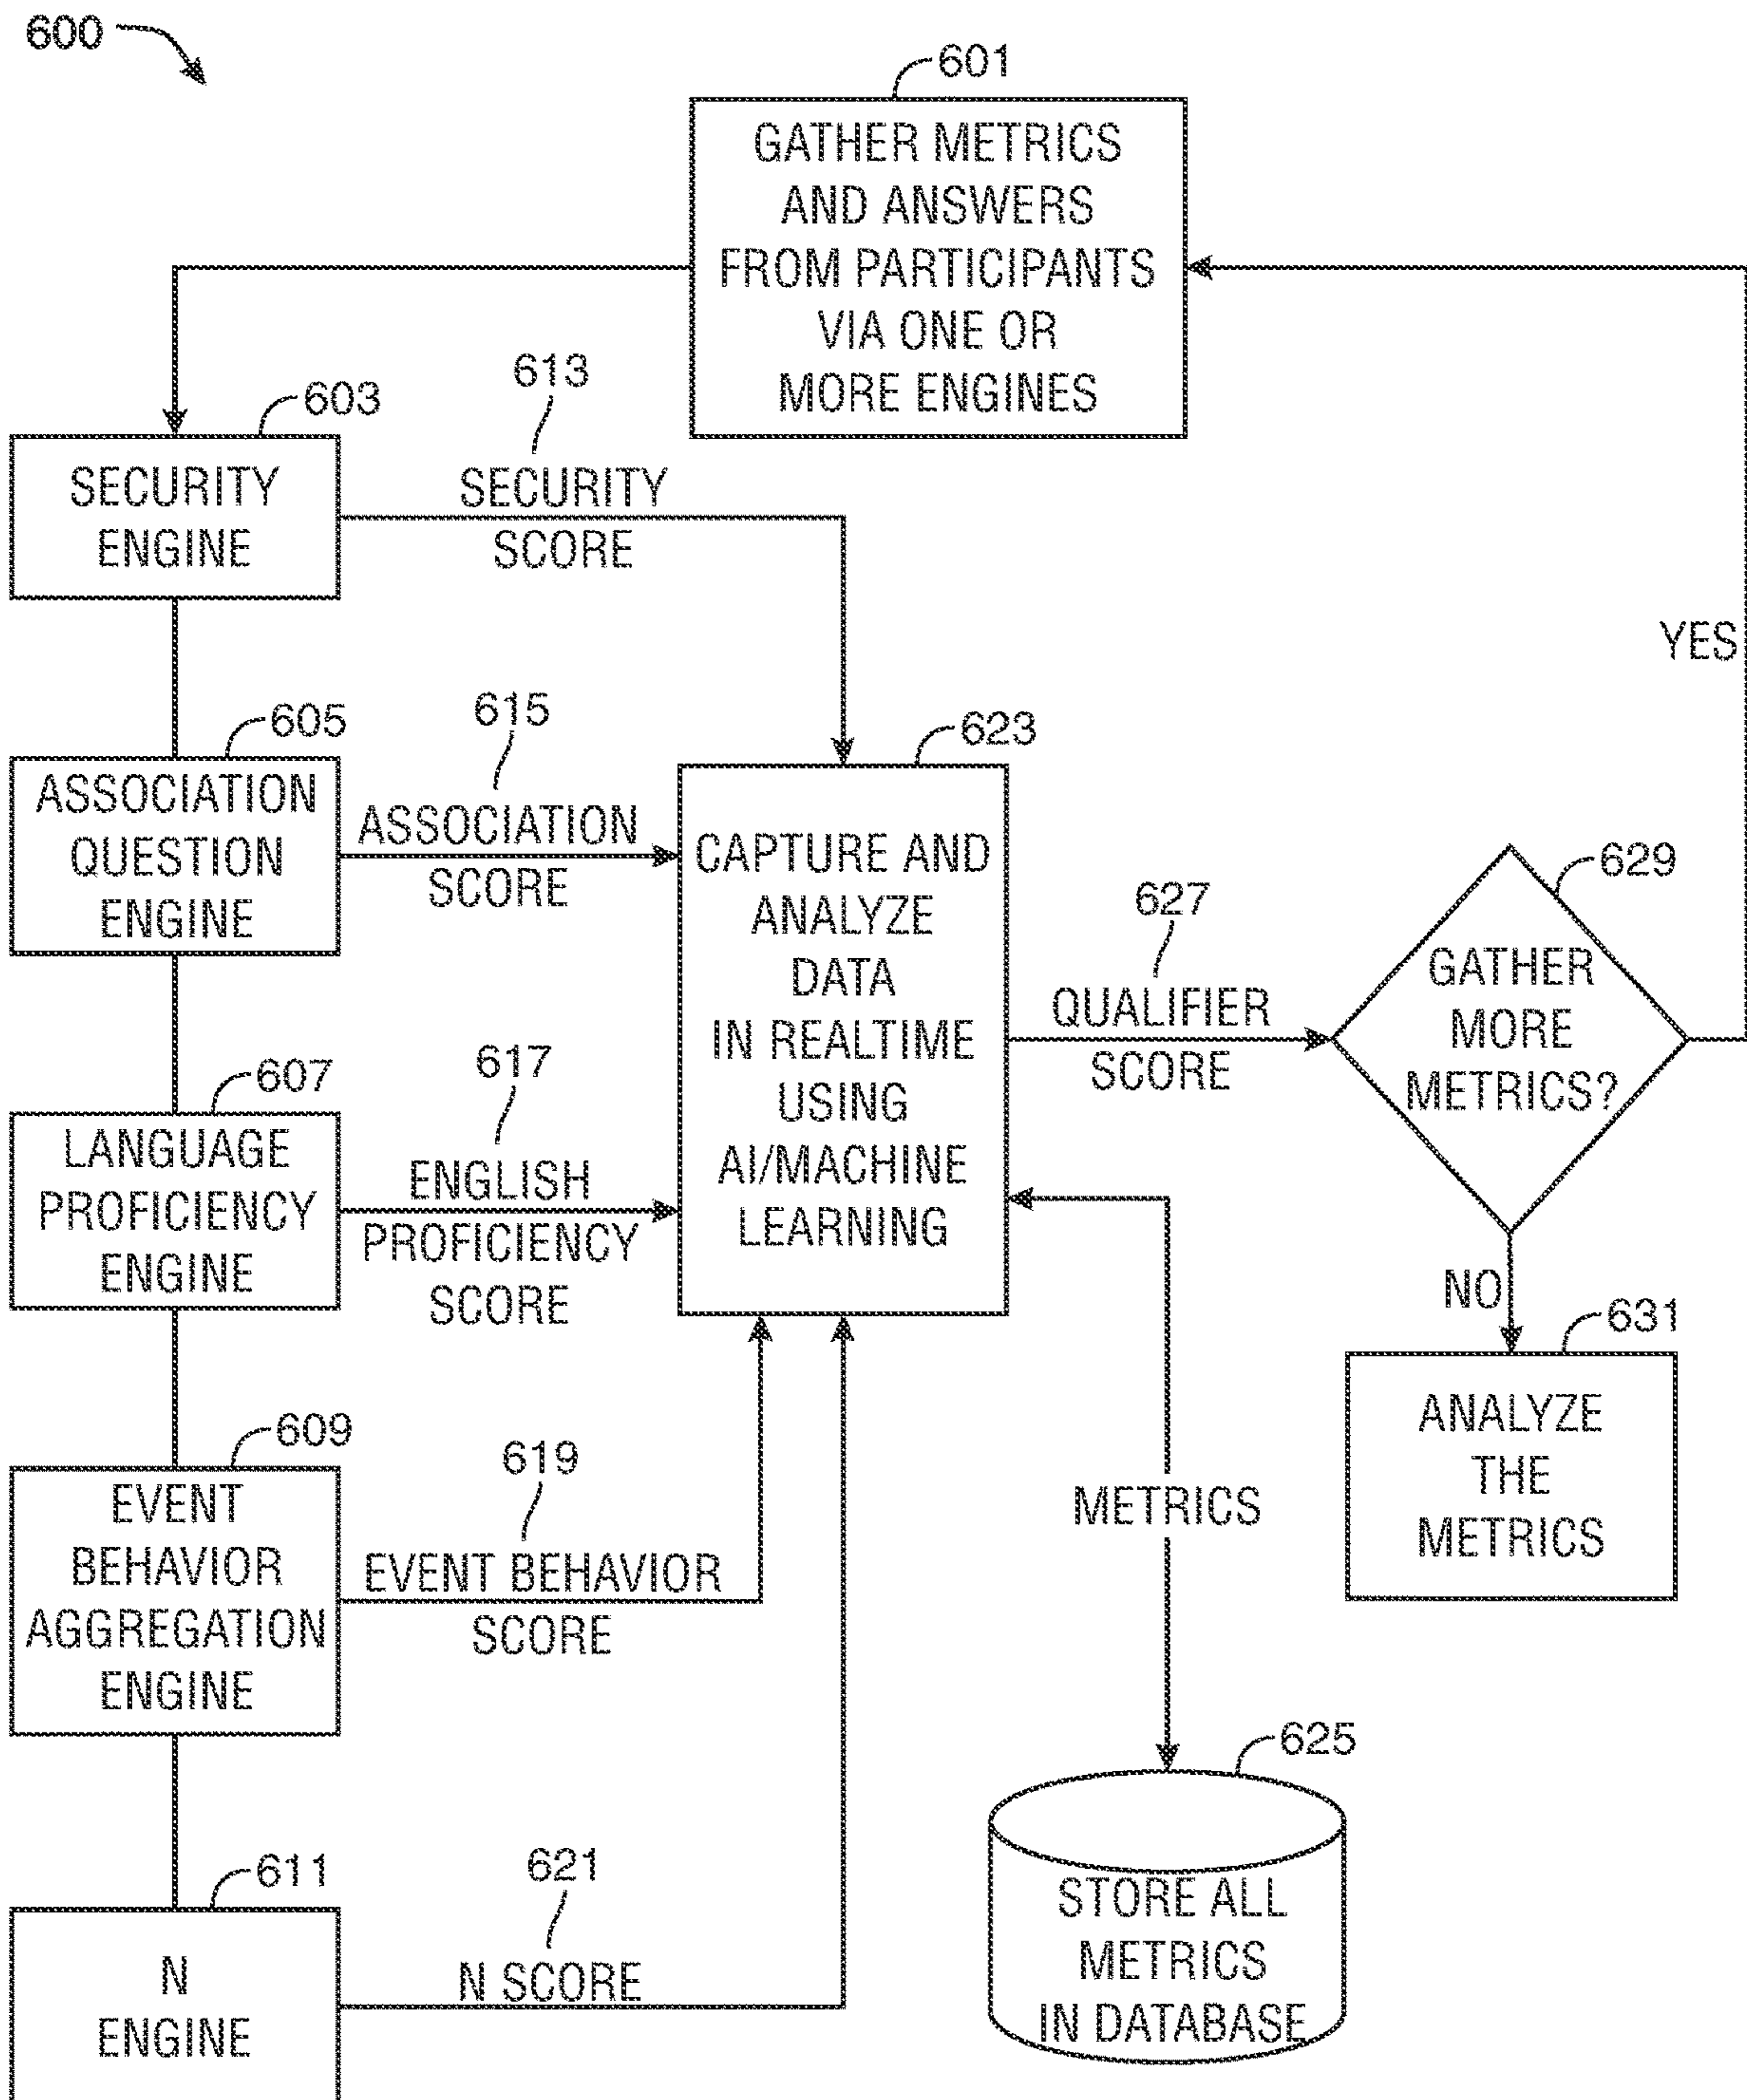 600
601
GATHER METRICS
AND ANSWERS
FROM PARTICIPANTS
VIA ONE OR
MORE ENGINES
603
SECURITY
ENGINE
613
SECURITY
SCORE
YES
605
ASSOCIATION
QUESTION
ENGINE
615
ASSOCIATION
SCORE
623
CAPTURE AND
ANALYZE
DATA
IN REALTIME
USING
AI/MACHINE
LEARNING
627
QUALIFIER
SCORE
629
GATHER
MORE
METRICS?
607
LANGUAGE
PROFICIENCY
ENGINE
617
ENGLISH
PROFICIENCY
SCORE
NO
631
ANALYZE
THE
METRICS
609
EVENT
BEHAVIOR
AGGREGATION
ENGINE
619
EVENT BEHAVIOR
SCORE
METRICS
625
STORE ALL
METRICS
IN DATABASE
611
N
ENGINE
621
N SCORE